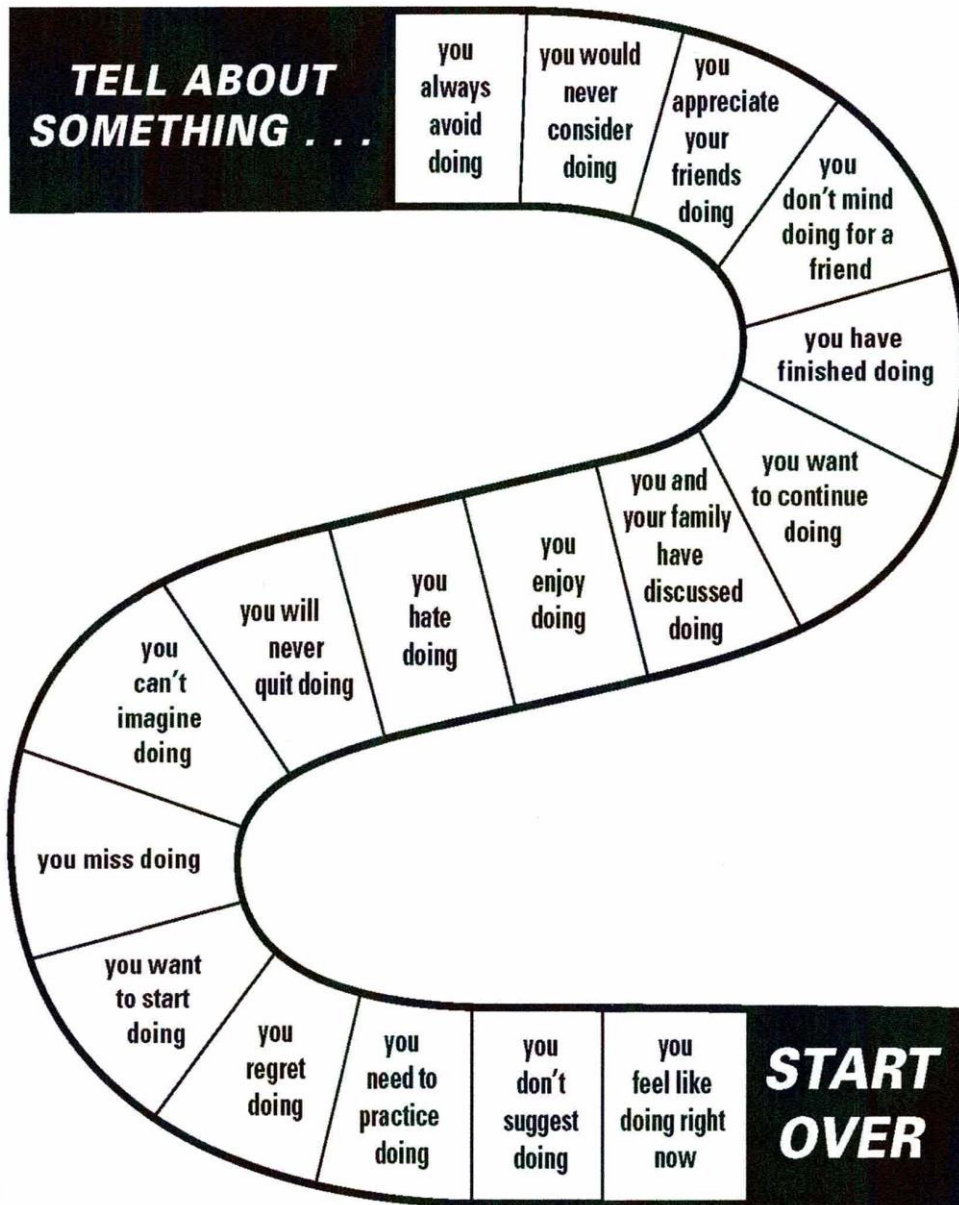 TELL ABOUT
SOMETHING . . .
you
always
avoid
doing
you would
never
consider
doing
you
appreciate
your
friends
doing
you
don't mind
doing for a
friend
you have
finished doing
you want
to continue
doing
you and
your family
have
discussed
doing
you
enjoy
doing
you
hate
doing
you will
never
quit doing
you
can't
imagine
doing
you miss doing
you want
to start
doing
you
regret
doing
you
need to
practice
doing
you
don't
suggest
doing
you
feel like
doing right
now
START
OVER